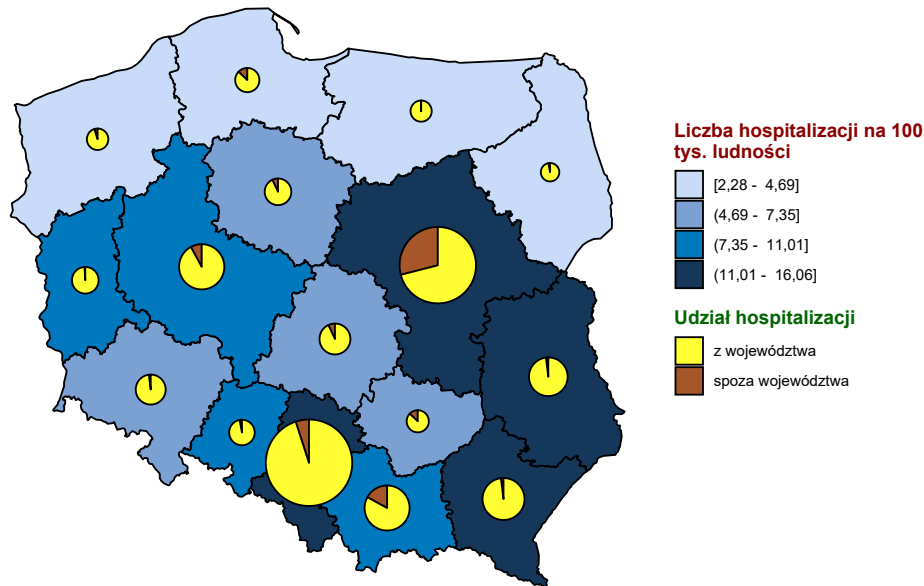 Liczba hospitalizacji na 100
tys. ludności
[2,28 - 4,69]
(4,69 - 7,35]
(7,35 - 11,01]
(11,01 - 16,06]
Udział hospitalizacji
z województwa
spoza województwa